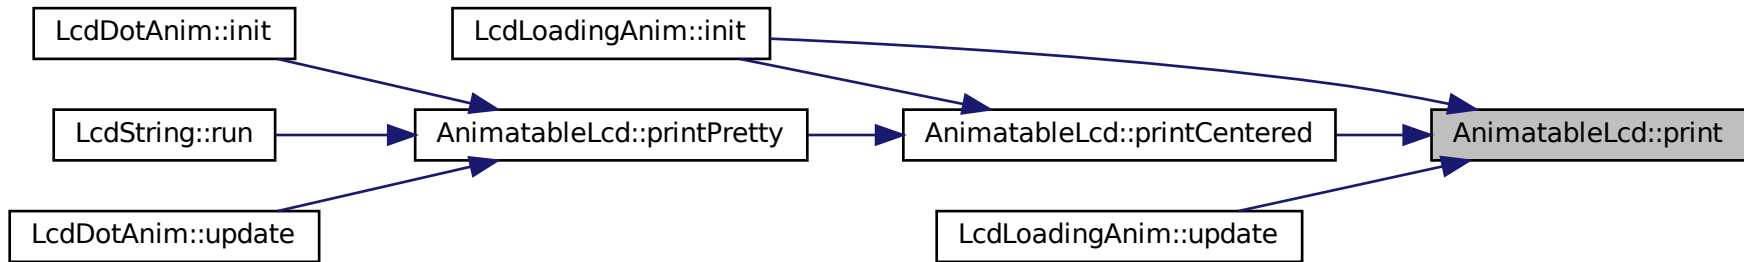 LcdDotAnim::init
LcdLoadingAnim::init
LcdString::run
AnimatableLcd::printPretty
AnimatableLcd::printCentered
AnimatableLcd::print
LcdDotAnim::update
LcdLoadingAnim::update